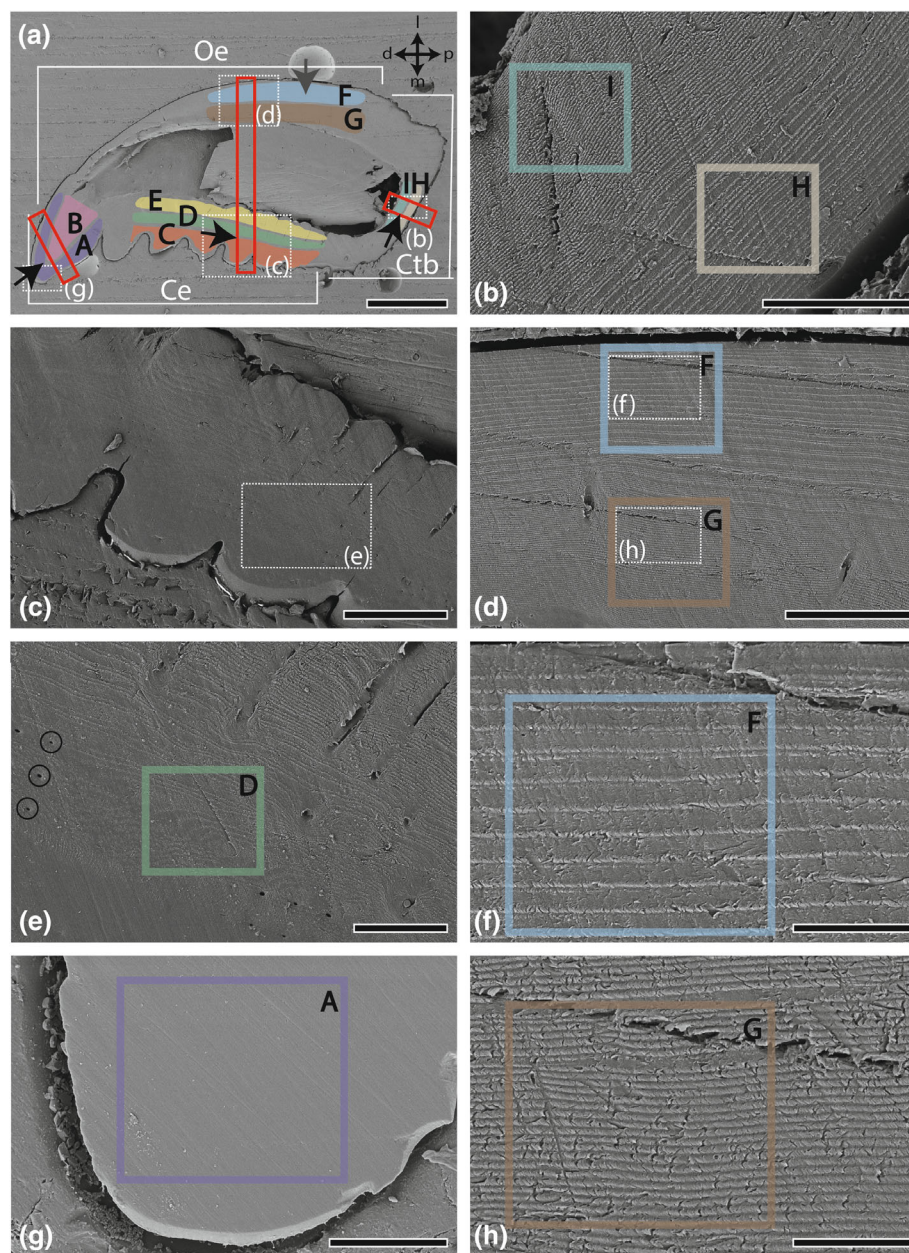 (a)
Oe
l
d
p
m
F
G
(d)
IH
E
D
C
B
A
(b)
(c)
(g)
Ctb
Ce
I
H
(b)
(c)
(e)
F
(f)
G
(h)
(d)
D
(e)
F
(f)
A
(g)
G
(h)